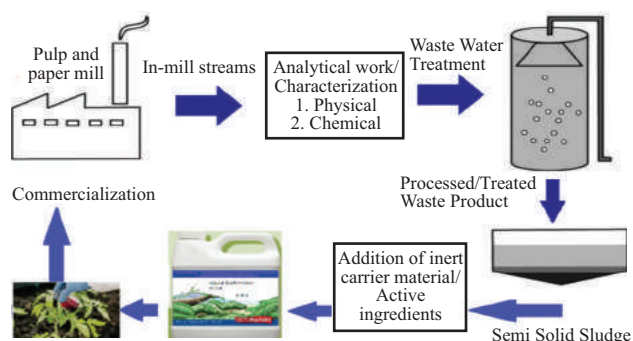 Pulp and
paper mill
In-mill streams
Analytical work/
Characterization
1. Physical
2. Chemical
Waste Water
Treatment
Processed/Treated
Waste Product
Semi Solid Sludge
Addition of inert
carrier material/
Active
ingredients
Commercialization